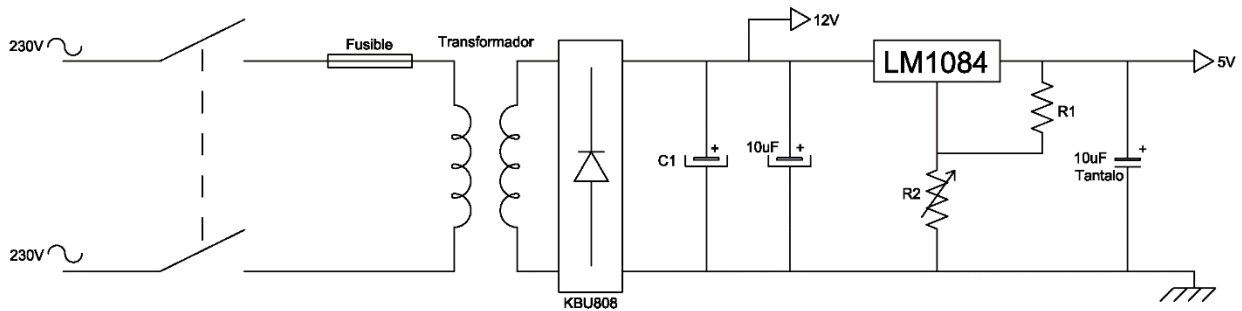 230V
Fusible
Transformador
12V
LM1084
5V
R1
C1
10uF
10uF
Tantalo
R2
230V
KBU808